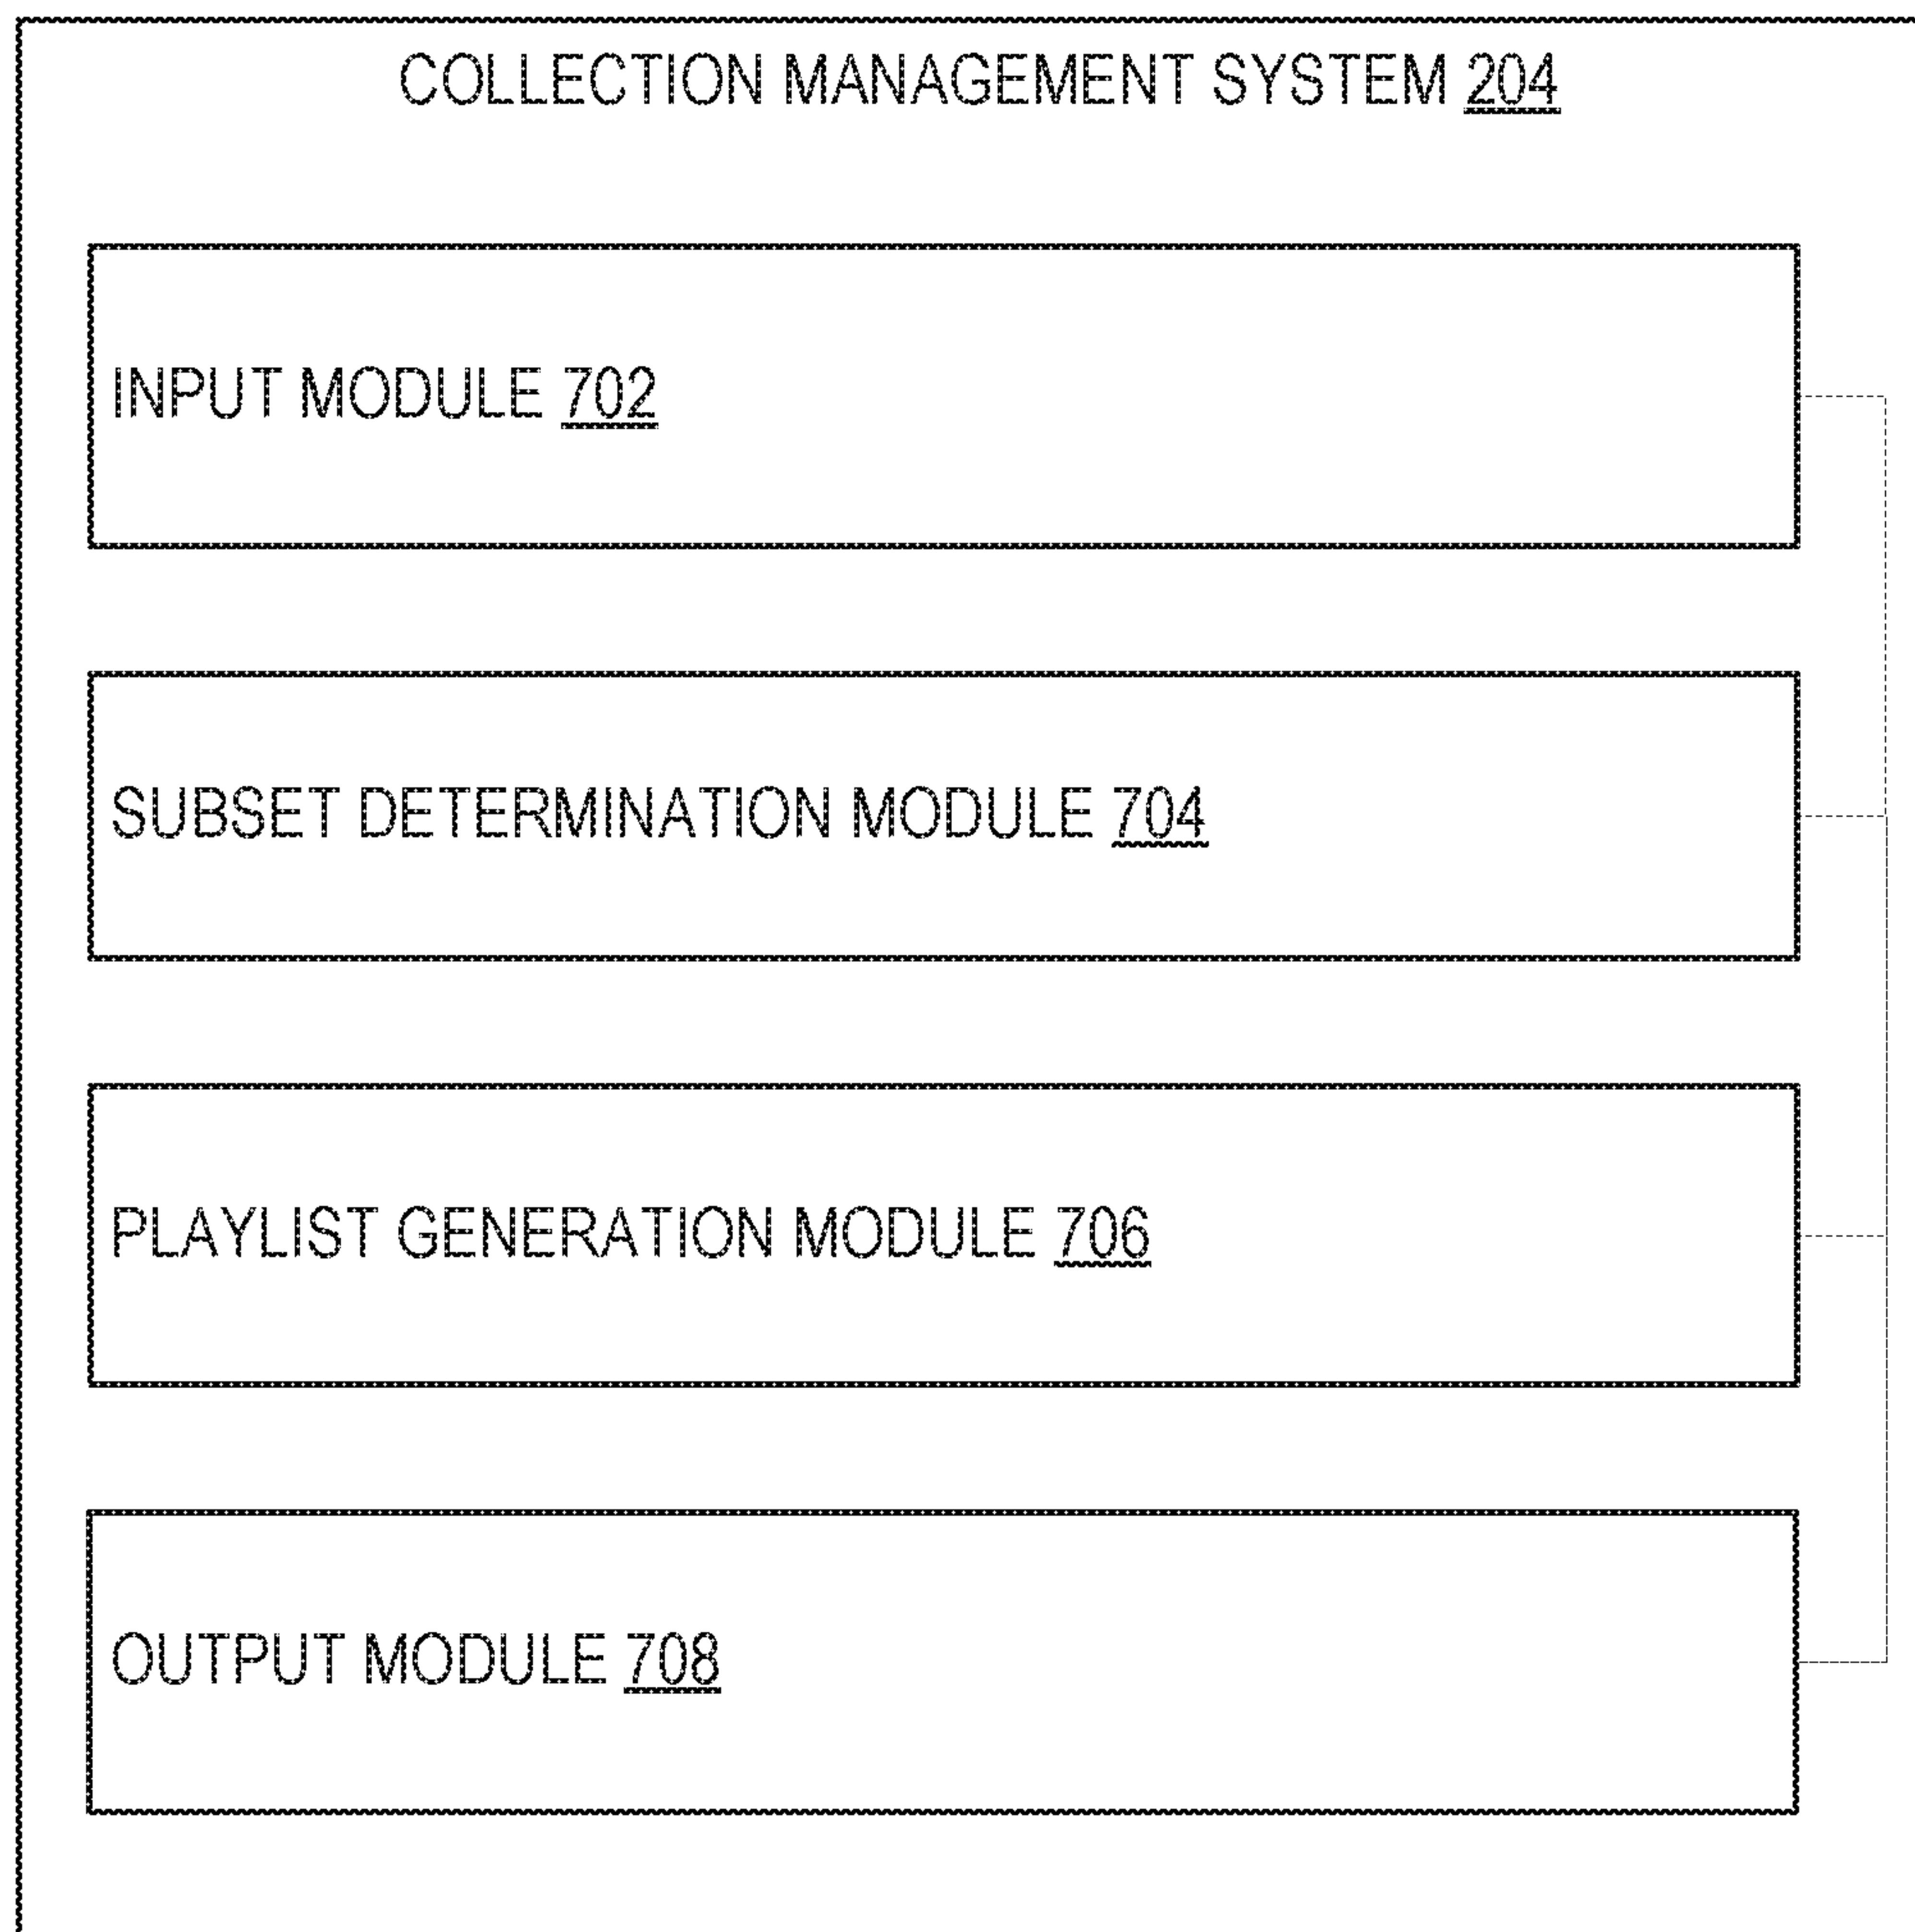 COLLECTION MANAGEMENT SYSTEM 204
INPUT MODULE 702
SUBSET DETERMINATION MODULE 704
PLAYLIST GENERATION MODULE 706
OUTPUT MODULE 708